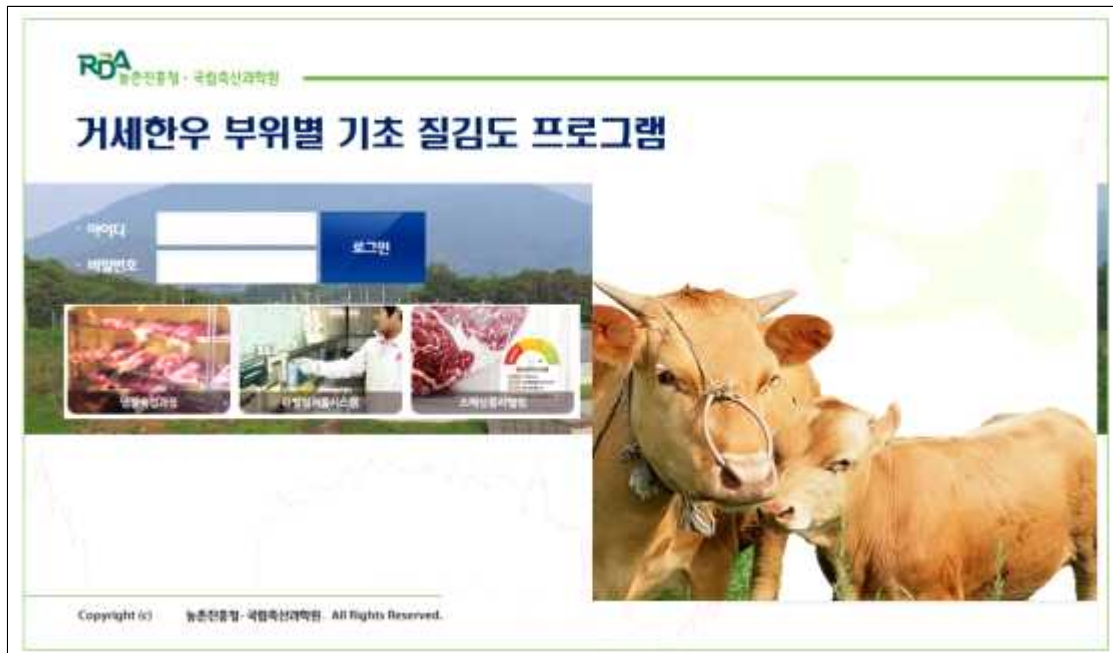 RDA
농촌진흥청 · 국립축산과학원
거세한우 부위별 기초 질김도 프로그램
· 아이디
로그인
· 비밀번호
Copyright (c) 농촌진흥청 - 국립축산과학원. All Rights Reserved.